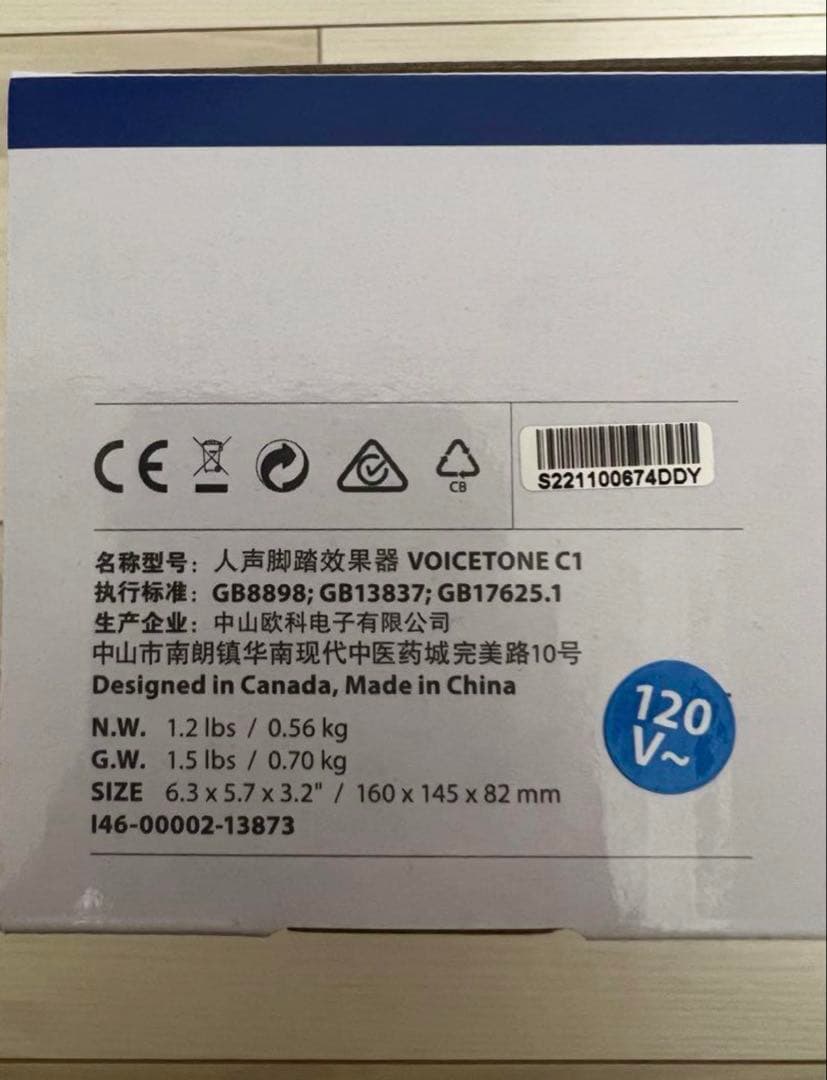 CE
CB
S221100674DDY
名称型号：人声脚踏效果器 VOICETONE C1
执行标准：GB8898; GB13837; GB17625.1
生产企业：中山欧科电子有限公司
中山市南朗镇华南现代中医药城完美路10号
Designed in Canada, Made in China
N.W. 1.2 lbs / 0.56 kg
G.W. 1.5 lbs / 0.70 kg
SIZE 6.3 x 5.7 x 3.2" / 160 x 145 x 82 mm
I46-00002-13873
120
V~